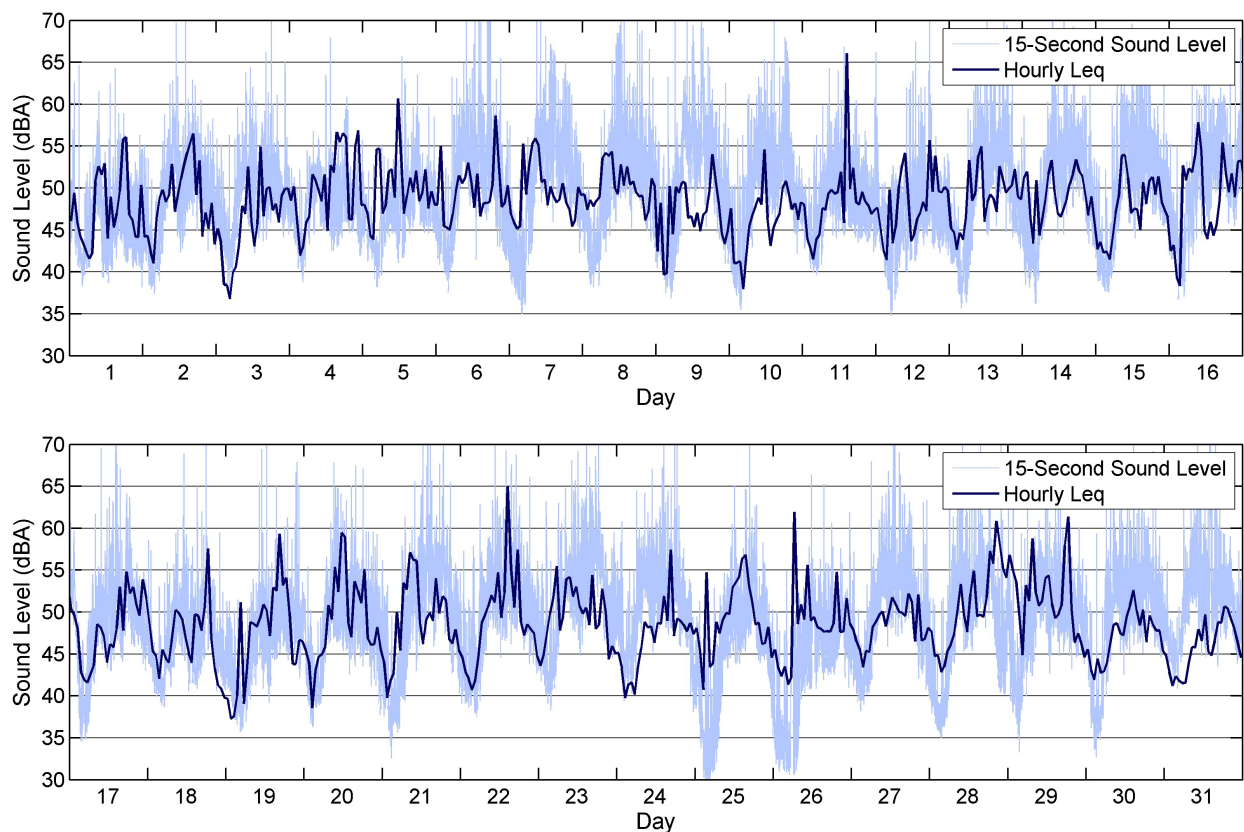 70
65
60
55
50
45
40
35
30
Sound Level (dBA)
15-Second Sound Level
Hourly Leq
1 2 3 4 5 6 7 8 9 10 11 12 13 14 15 16
Day
70
65
60
55
50
45
40
35
30
Sound Level (dBA)
15-Second Sound Level
Hourly Leq
17 18 19 20 21 22 23 24 25 26 27 28 29 30 31
Day